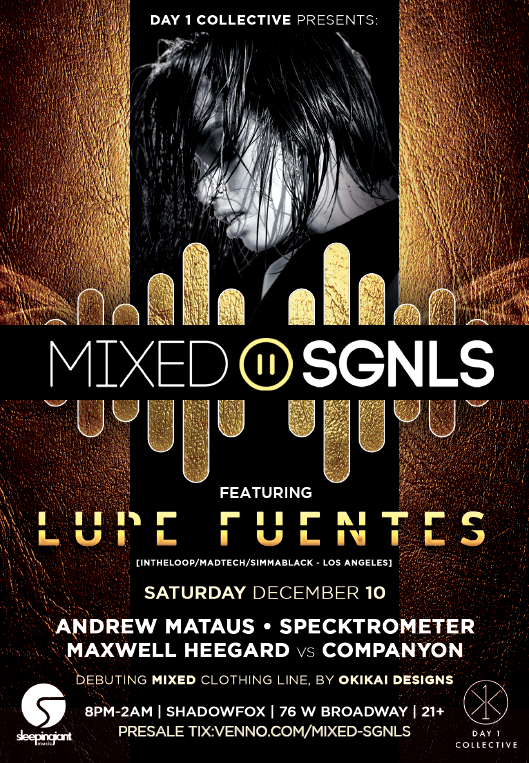 DAY 1 COLLECTIVE PRESENTS:
MIXED SGNLS
FEATURING
LUPE FUENTES
[INTHELOOP/MADTECH/SIMMABLACK - LOS ANGELES]
SATURDAY DECEMBER 10
ANDREW MATAUS • SPECKTROMETER
MAXWELL HEEGARD VS COMPANYON
DEBUTING MIXED CLOTHING LINE, BY OKIKAI DESIGNS
8PM-2AM | SHADOWFOX | 76 W BROADWAY | 21+
PRESALE TIX:VENNO.COM/MIXED-SGNLS
sleepingiant
music
DAY 1
COLLECTIVE